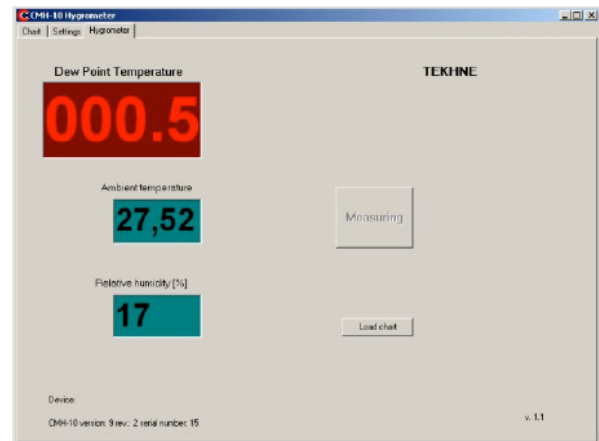 CMH-10 Hygrometer
Chart Settings Hygrometer
Dew Point Temperature
TEKHNE
000.5
Ambient temperature
27,52
Measuring
Relative humidity [%]
17
Load chart
Device:
CMH-10 version: 9 rev.: 2 serial number: 15
v. 1.1